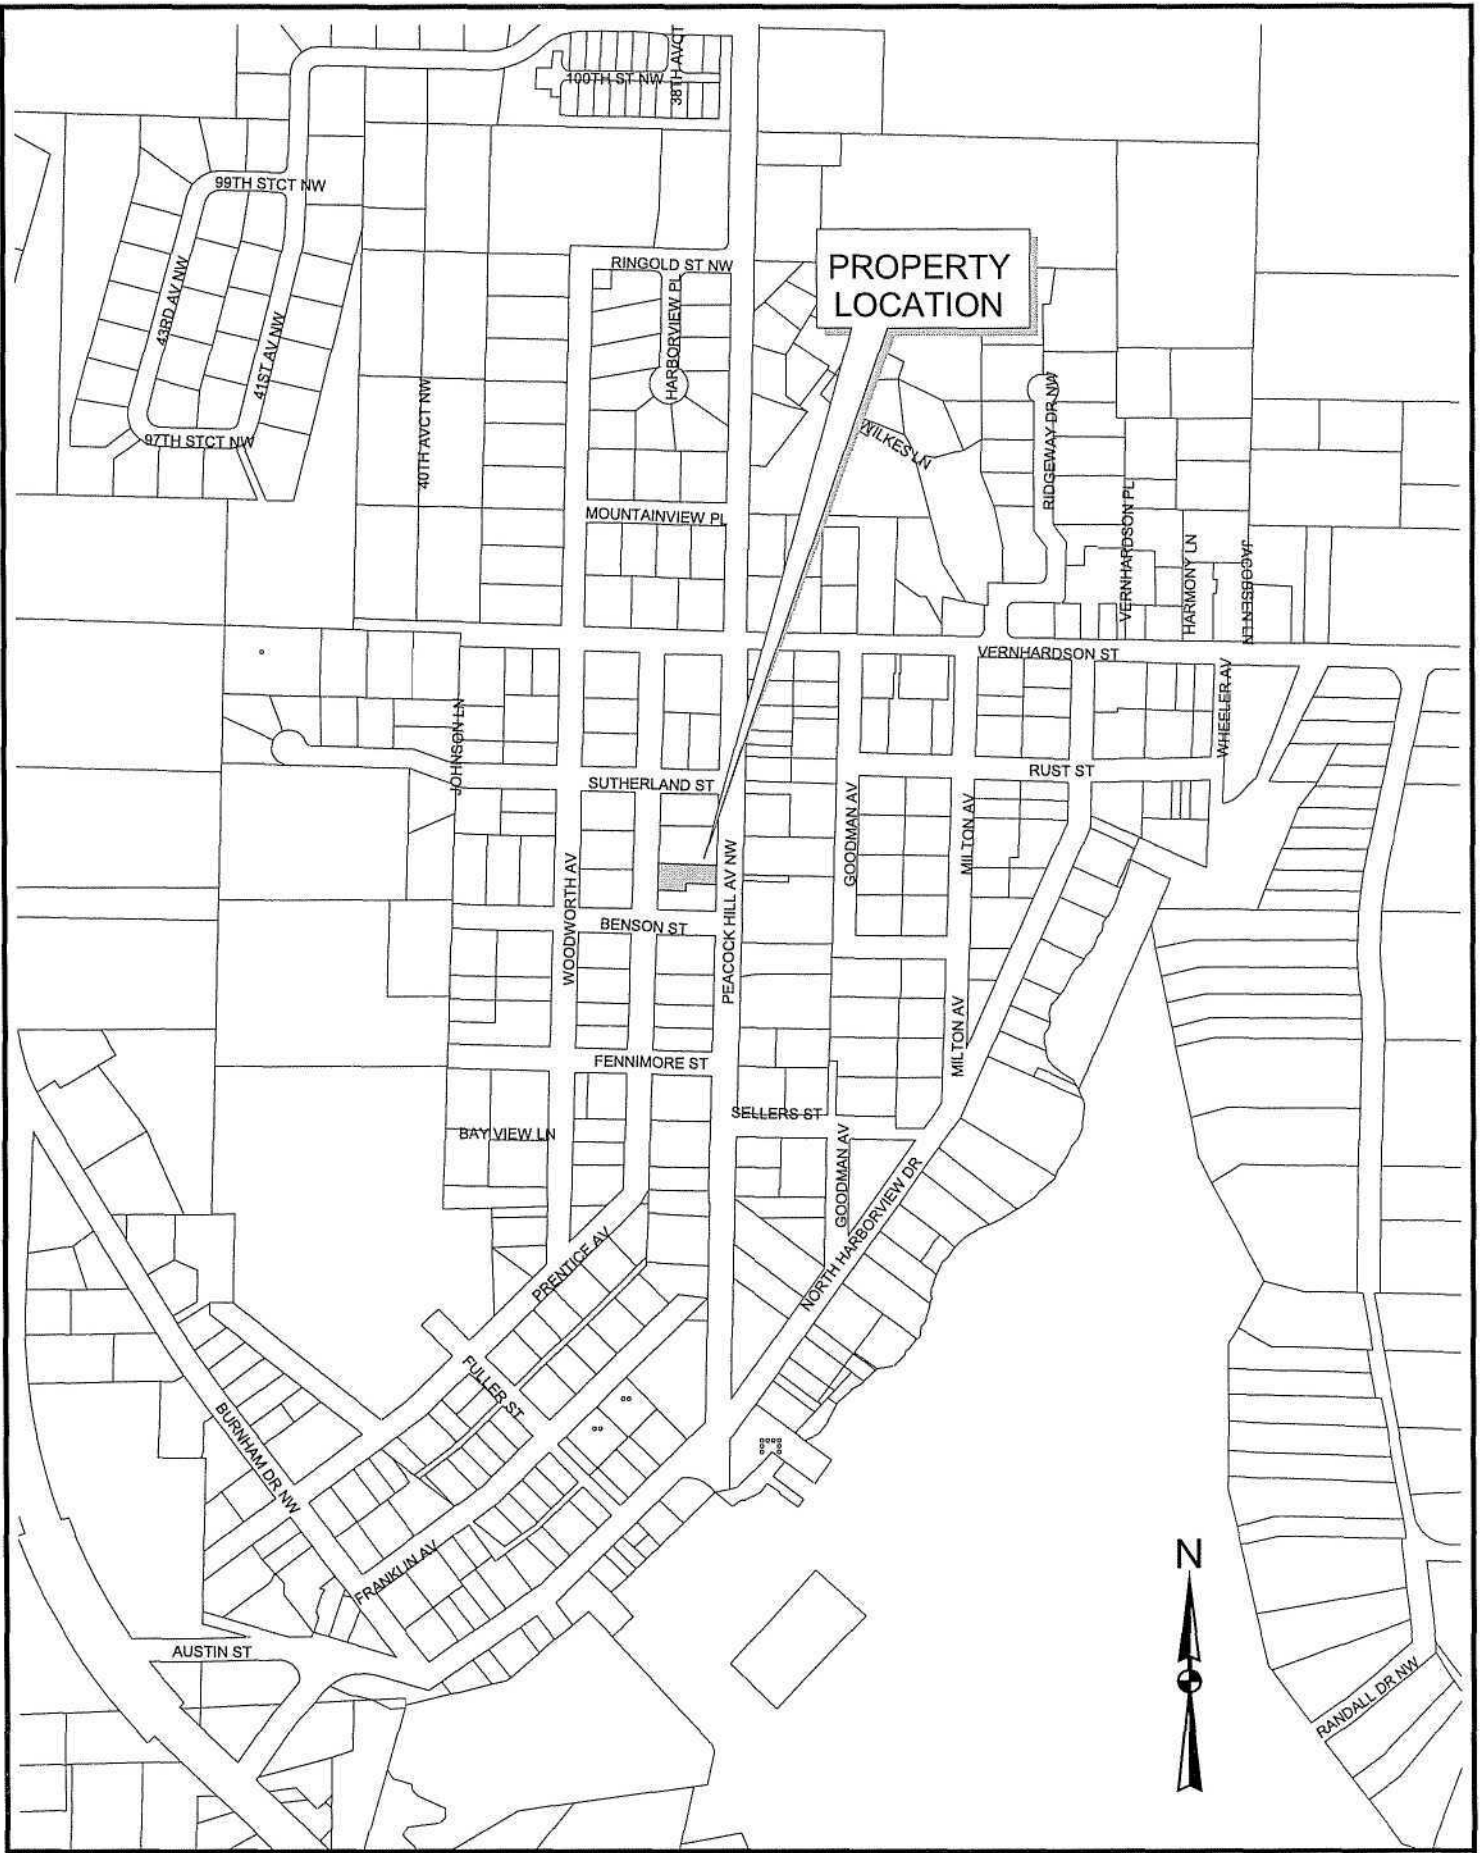 100TH ST NW
38TH AVCT
99TH STCT NW
43RD AV NW
41ST AV NW
97TH STCT NW
40TH AVCT NW
RINGOLD ST NW
HARBORVIEW PL
PROPERTY
LOCATION
WILKES LN
RIDGEWAY DR NW
MOUNTAINVIEW PL
VERNHARDSON PL
HARMONY LN
JACOBSEN LN
VERNHARDSON ST
WHEELER AV
JOHNSON LN
SUTHERLAND ST
RUST ST
GOODMAN AV
MILTON AV
WOODWORTH AV
PEACOCK HILL AV NW
BENSON ST
MILTON AV
FENNIMORE ST
SELLERS ST
BAY VIEW LN
GOODMAN AV
NORTH HARBORVIEW DR
PRENTICE AV
FULLER ST
BURNHAM DR NW
FRANKLIN AV
AUSTIN ST
N
RANDALL DR NW